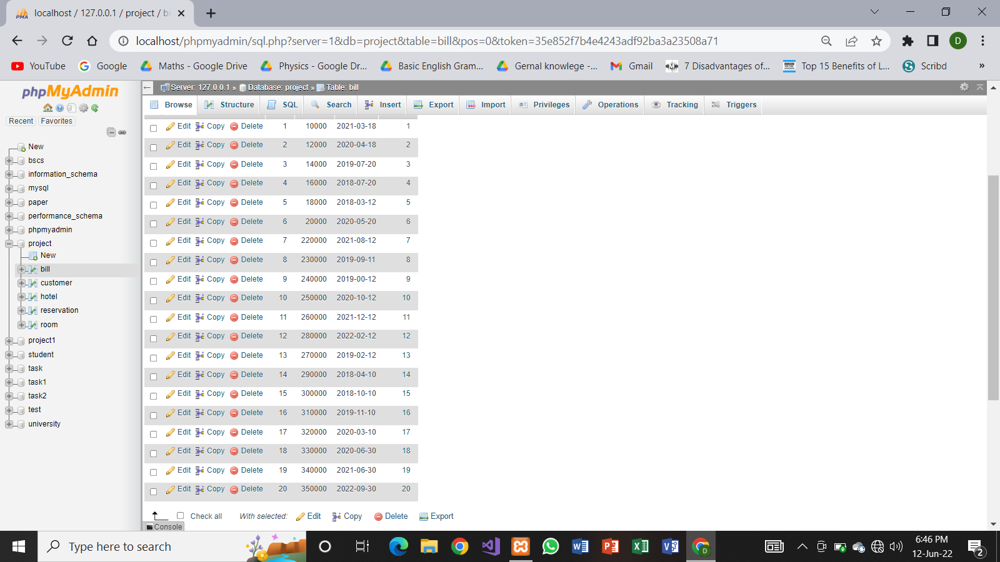 localhost / 127.0.0.1 / project / bi
localhost/phpmyadmin/sql.php?server=1&db=project&table=bill&pos=0&token=35e852f7b4e4243adf92ba3a23508a71
D
YouTube Google Maths - Google Drive Physics - Google Dr... Basic English Gram... Gernal knowlege -... Gmail 7 Disadvantages of... Top 15 Benefits of L... Scribd »
phpMyAdmin
Recent Favorites
New
bscs
information_schema
mysql
paper
performance_schema
phpmyadmin
project
New
bill
customer
hotel
reservation
room
project1
student
task
task1
task2
test
university
Server: 127.0.0.1 » Database: project » Table: bill
Browse Structure SQL Search Insert Export Import Privileges Operations Tracking Triggers
Edit Copy Delete 1 10000 2021-03-18 1
Edit Copy Delete 2 12000 2020-04-18 2
Edit Copy Delete 3 14000 2019-07-20 3
Edit Copy Delete 4 16000 2018-07-20 4
Edit Copy Delete 5 18000 2018-03-12 5
Edit Copy Delete 6 20000 2020-05-20 6
Edit Copy Delete 7 220000 2021-08-12 7
Edit Copy Delete 8 230000 2019-09-11 8
Edit Copy Delete 9 240000 2019-00-12 9
Edit Copy Delete 10 250000 2020-10-12 10
Edit Copy Delete 11 260000 2021-12-12 11
Edit Copy Delete 12 280000 2022-02-12 12
Edit Copy Delete 13 270000 2019-02-12 13
Edit Copy Delete 14 290000 2018-04-10 14
Edit Copy Delete 15 300000 2018-10-10 15
Edit Copy Delete 16 310000 2019-11-10 16
Edit Copy Delete 17 320000 2020-03-10 17
Edit Copy Delete 18 330000 2020-06-30 18
Edit Copy Delete 19 340000 2021-06-30 19
Edit Copy Delete 20 350000 2022-09-30 20
Check all With selected: Edit Copy Delete Export
Console
Type here to search
6:46 PM
12-Jun-22
2